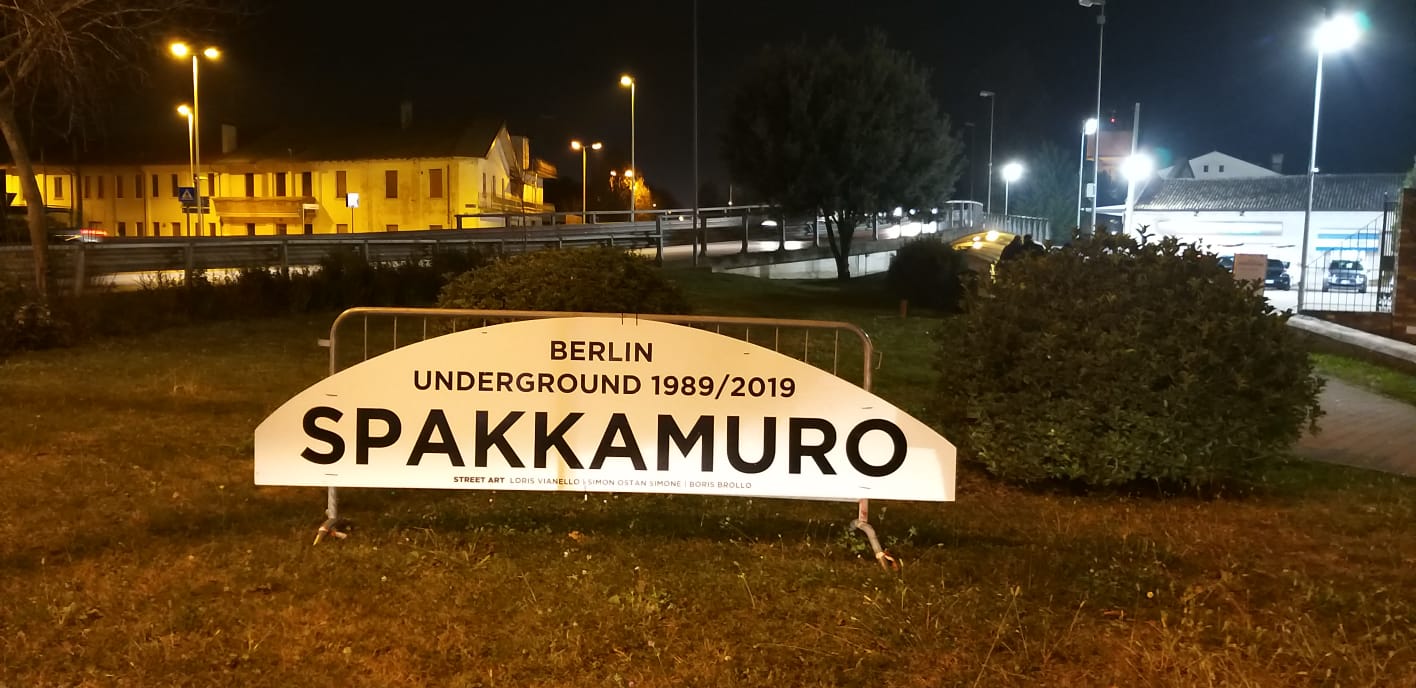 BERLIN
UNDERGROUND 1989/2019
SPAKKAMURO
STREET ART LORIS VIANELLO | SIMON OSTAN SIMONE | BORIS BROLLO